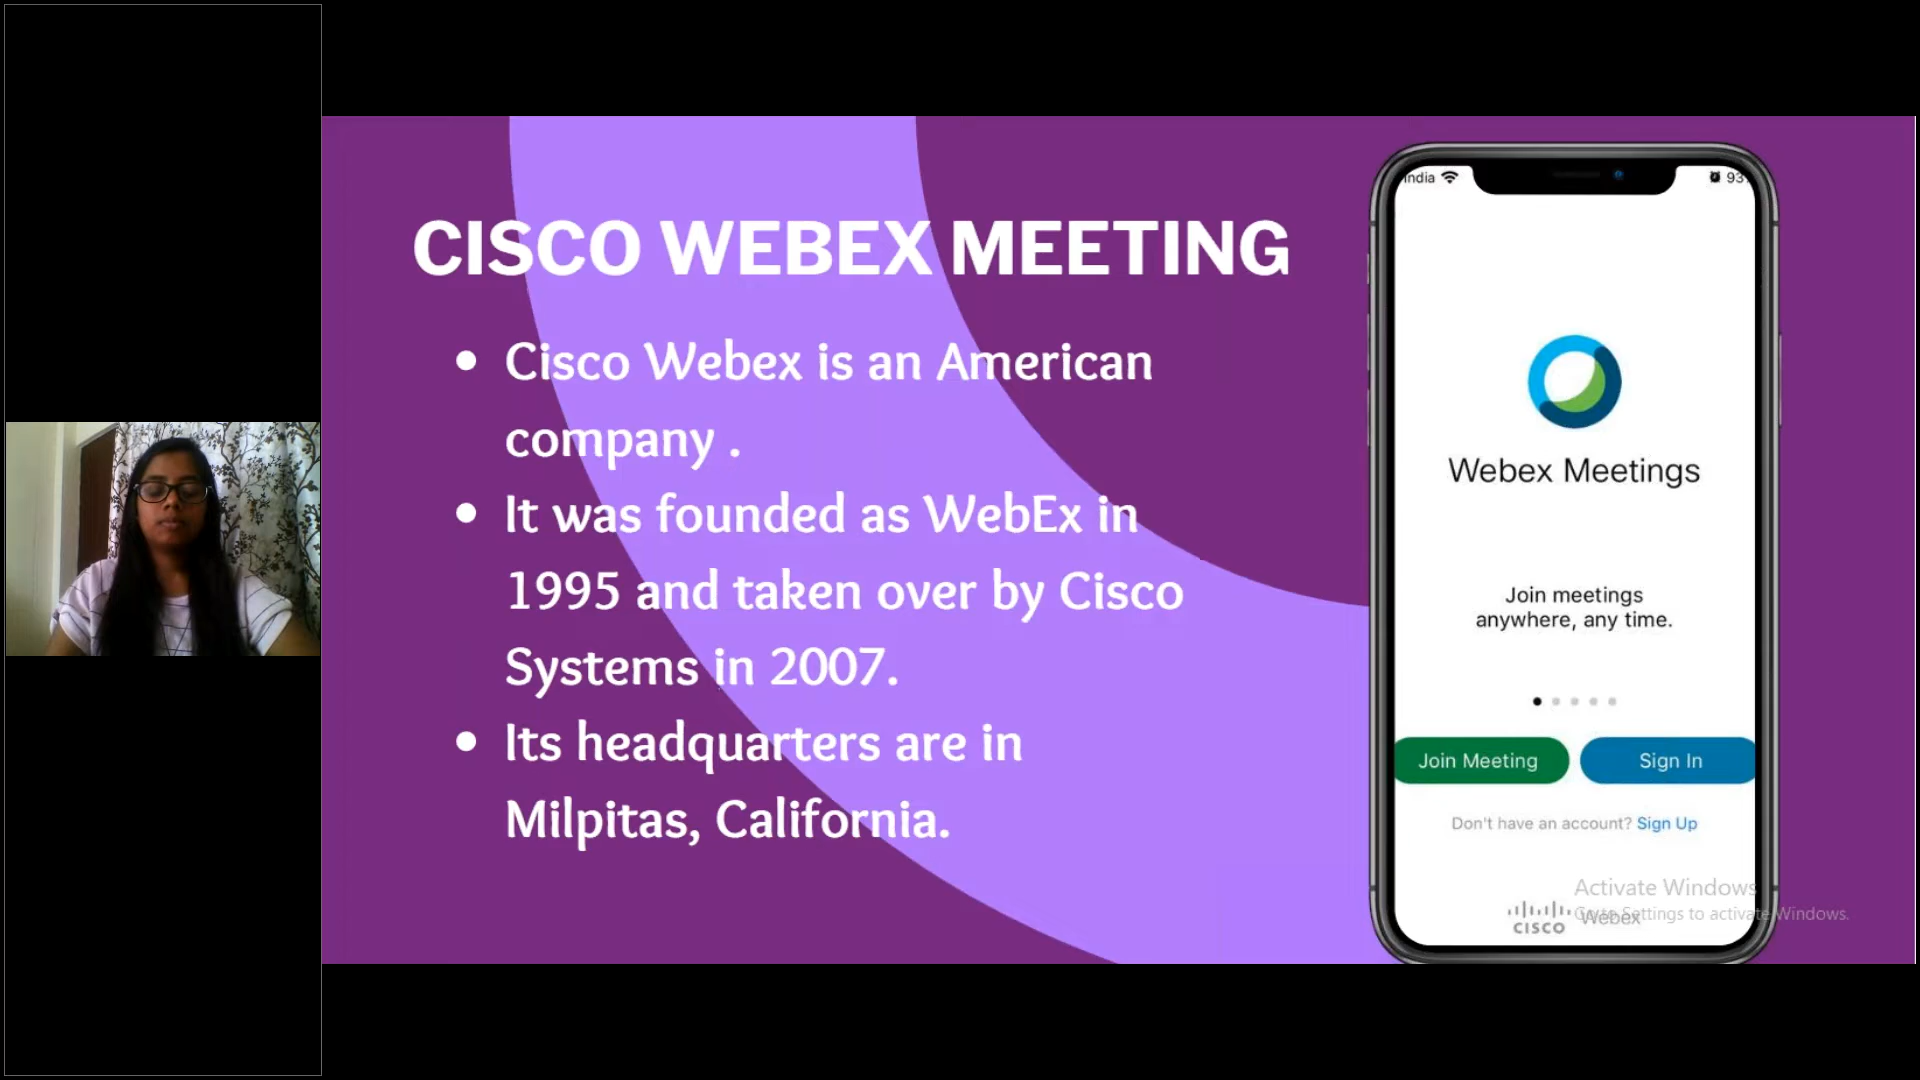 CISCO WEBEX MEETING
• Cisco Webex is an American
company .
• It was founded as WebEx in
1995 and taken over by Cisco
Systems in 2007.
• Its headquarters are in
Milpitas, California.
India
93
Webex Meetings
Join meetings
anywhere, any time.
Join Meeting
Sign In
Don't have an account? Sign Up
Activate Windows
Go to Settings to activate Windows.
CISCO Webex